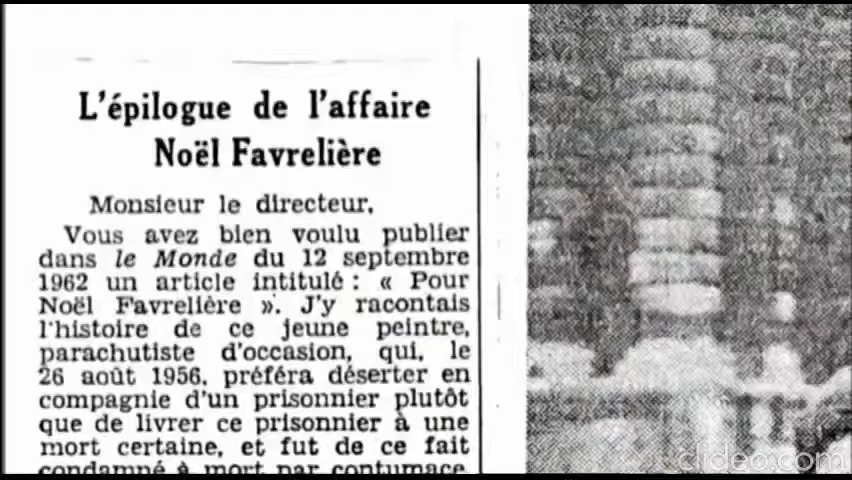 L'épilogue de l'affaire
Noël Favrelière
Monsieur le directeur,
Vous avez bien voulu publier
dans le Monde du 12 septembre
1962 un article intitulé : « Pour
Noël Favrelière ». J'y racontais
l'histoire de ce jeune peintre,
parachutiste d'occasion, qui, le
26 août 1956, préféra déserter en
compagnie d'un prisonnier plutôt
que de livrer ce prisonnier à une
mort certaine, et fut de ce fait
condamné à mort par contumace,
clideo.com